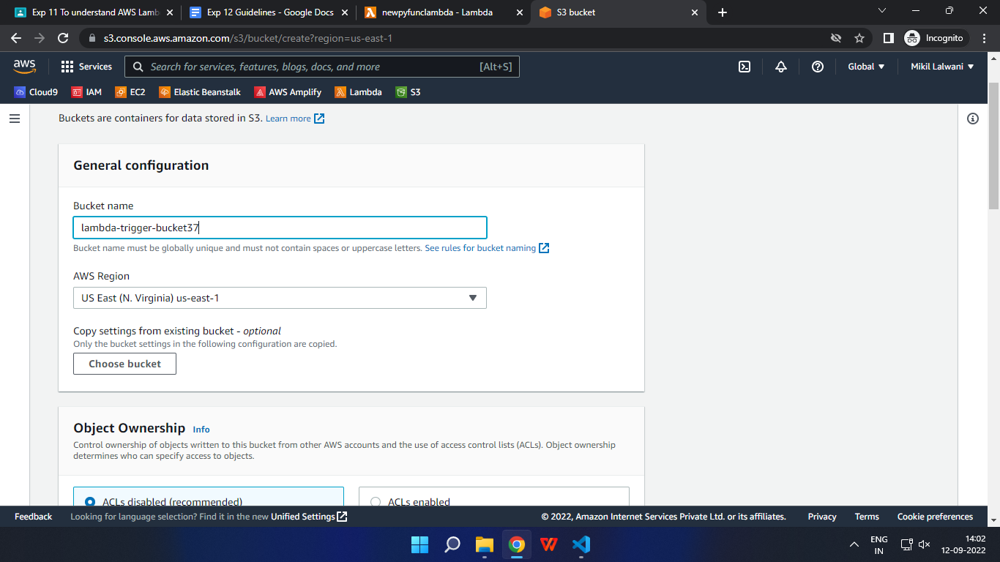 Exp 11 To understand AWS Lamb
Exp 12 Guidelines - Google Docs
newpyfunclambda - Lambda
S3 bucket
s3.console.aws.amazon.com/s3/bucket/create?region=us-east-1
Incognito
aws
Services
Search for services, features, blogs, docs, and more
[Alt+S]
Global
Mikil Lalwani
Cloud9
IAM
EC2
Elastic Beanstalk
AWS Amplify
Lambda
S3
Buckets are containers for data stored in S3. Learn more
General configuration
Bucket name
lambda-trigger-bucket37
Bucket name must be globally unique and must not contain spaces or uppercase letters. See rules for bucket naming
AWS Region
US East (N. Virginia) us-east-1
Copy settings from existing bucket - optional
Only the bucket settings in the following configuration are copied.
Choose bucket
Object Ownership Info
Control ownership of objects written to this bucket from other AWS accounts and the use of access control lists (ACLs). Object ownership
determines who can specify access to objects.
ACLs disabled (recommended)
ACLs enabled
Feedback
Looking for language selection? Find it in the new Unified Settings
© 2022, Amazon Internet Services Private Ltd. or its affiliates.
Privacy
Terms
Cookie preferences
ENG
IN
14:02
12-09-2022